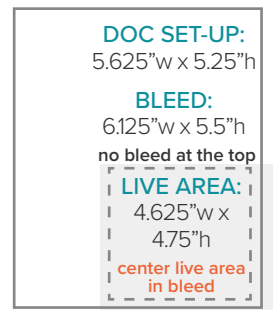 DOC SET-UP:
5.625”w x 5.25”h
BLEED:
6.125”w x 5.5”h
no bleed at the top
LIVE AREA:
4.625”w x
4.75”h
center live area
in bleed